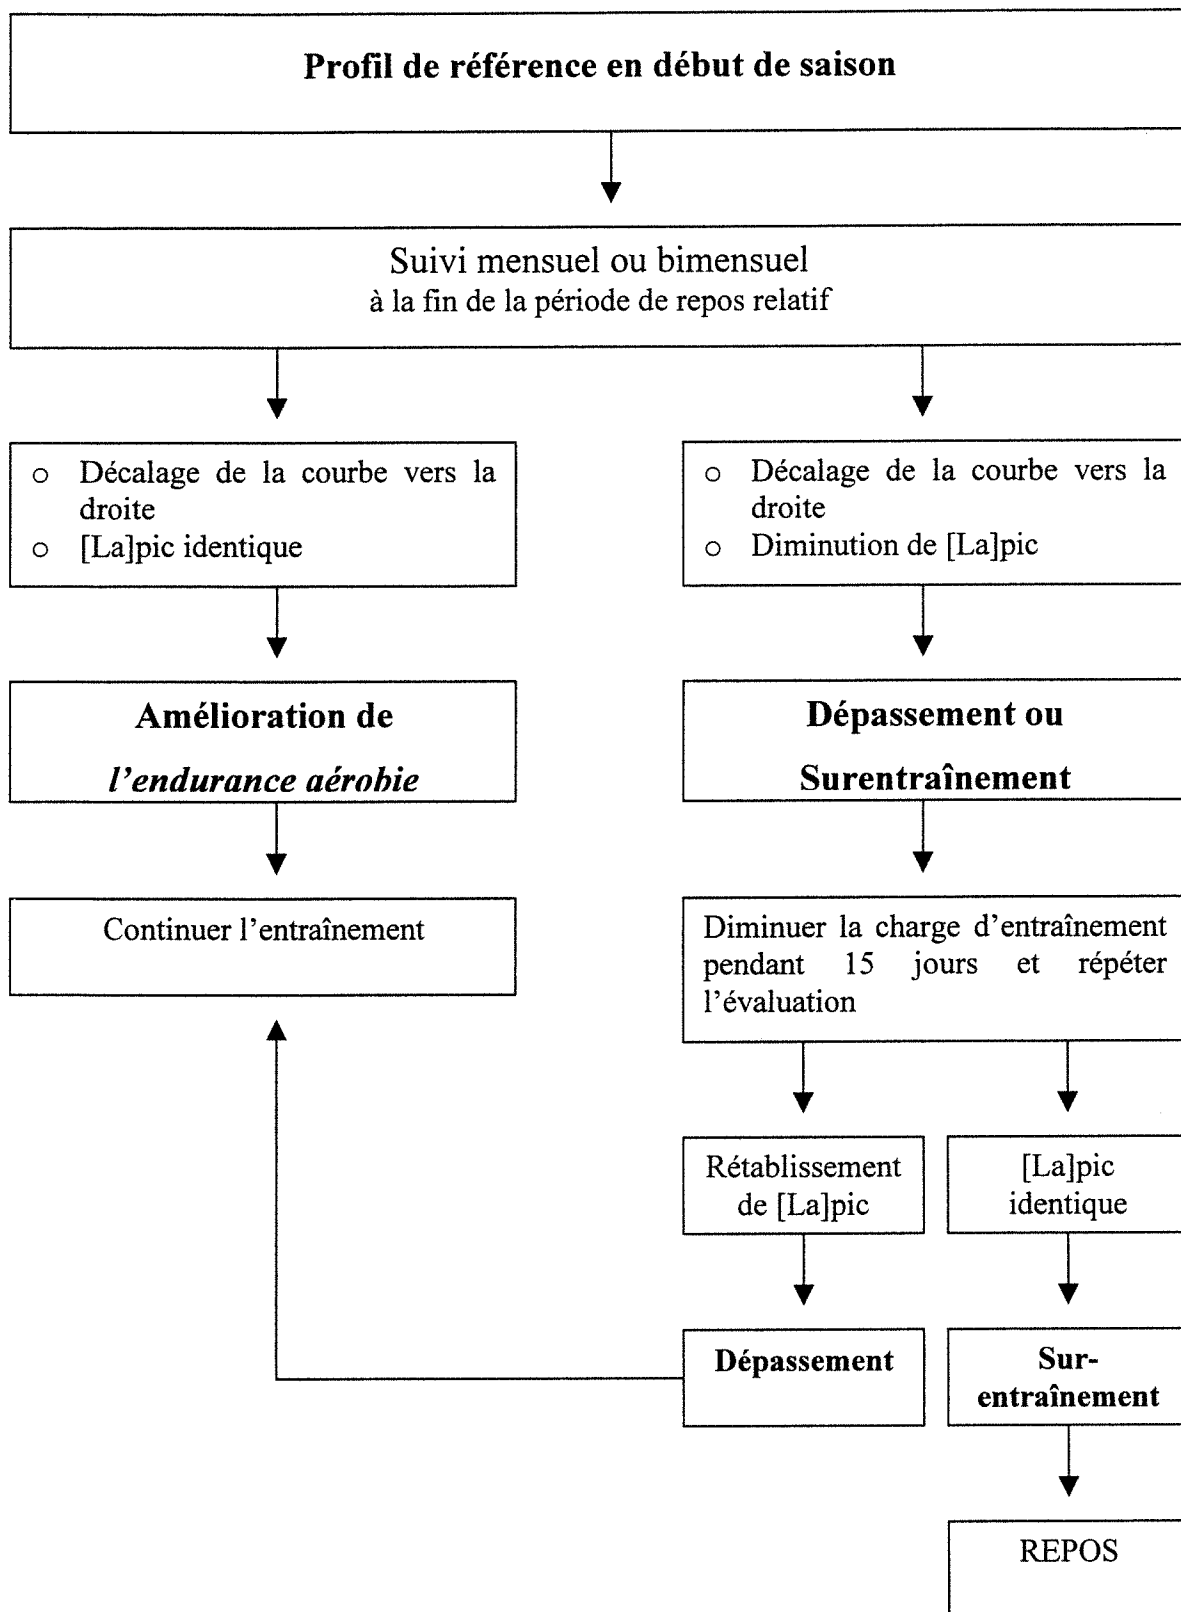 Profil de référence en début de saison
Suivi mensuel ou bimensuel
à la fin de la période de repos relatif
o Décalage de la courbe vers la
droite
o [La]pic identique
o Décalage de la courbe vers la
droite
o Diminution de [La]pic
Amélioration de
l'endurance aérobie
Dépassement ou
Surentraînement
Continuer l'entraînement
Diminuer la charge d'entraînement
pendant 15 jours et répéter
l'évaluation
Rétablissement
de [La]pic
[La]pic
identique
Dépassement
Sur-
entraînement
REPOS